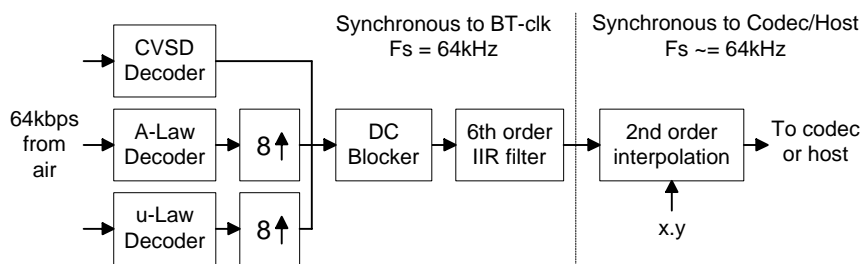 Synchronous to BT-clk
Fs = 64kHz
Synchronous to Codec/Host
Fs ~= 64kHz
CVSD
Decoder
64kbps
from
air
A-Law
Decoder
8
DC
Blocker
6th order
IIR filter
2nd order
interpolation
To codec
or host
u-Law
Decoder
8
x.y